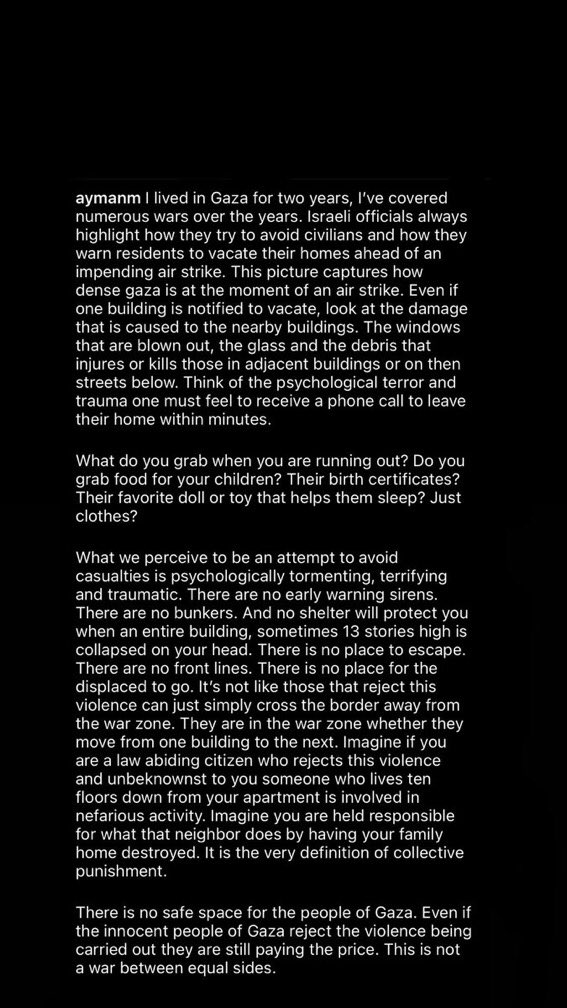 aymanm I lived in Gaza for two years, I've covered
numerous wars over the years. Israeli officials always
highlight how they try to avoid civilians and how they
warn residents to vacate their homes ahead of an
impending air strike. This picture captures how
dense gaza is at the moment of an air strike. Even if
one building is notified to vacate, look at the damage
that is caused to the nearby buildings. The windows
that are blown out, the glass and the debris that
injures or kills those in adjacent buildings or on then
streets below. Think of the psychological terror and
trauma one must feel to receive a phone call to leave
their home within minutes.
What do you grab when you are running out? Do you
grab food for your children? Their birth certificates?
Their favorite doll or toy that helps them sleep? Just
clothes?
What we perceive to be an attempt to avoid
casualties is psychologically tormenting, terrifying
and traumatic. There are no early warning sirens.
There are no bunkers. And no shelter will protect you
when an entire building, sometimes 13 stories high is
collapsed on your head. There is no place to escape.
There are no front lines. There is no place for the
displaced to go. It's not like those that reject this
violence can just simply cross the border away from
the war zone. They are in the war zone whether they
move from one building to the next. Imagine if you
are a law abiding citizen who rejects this violence
and unbeknownst to you someone who lives ten
floors down from your apartment is involved in
nefarious activity. Imagine you are held responsible
for what that neighbor does by having your family
home destroyed. It is the very definition of collective
punishment.
There is no safe space for the people of Gaza. Even if
the innocent people of Gaza reject the violence being
carried out they are still paying the price. This is not
a war between equal sides.